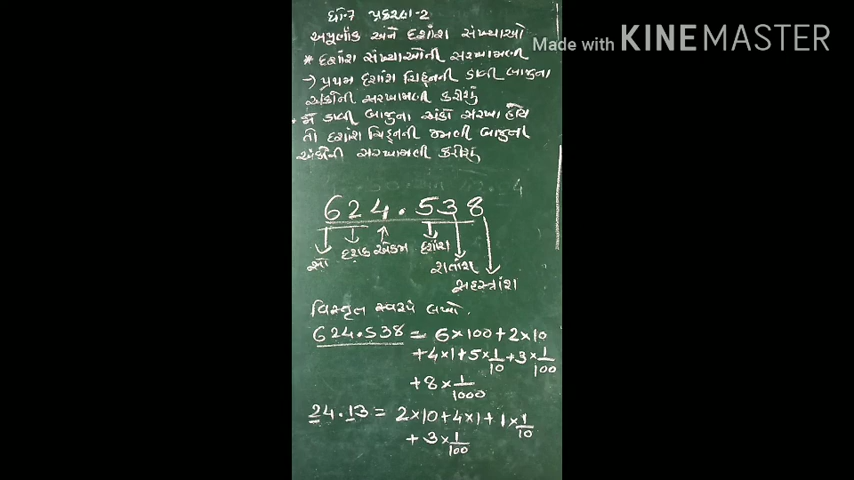 ધો-7 પ્રકરણ-2
અપૂર્ણાંક અને દશાંશ સંખ્યાઓ
Made with KINEMASTER
* દશાંશ સંખ્યાઓની સરખામણી
→ પ્રથમ દશાંશ ચિહ્નની ડાબી બાજુના
અંકોની સરખામણી કરીશું
* જો ડાબી બાજુના અંકો સરખા હોય
તો દશાંશ ચિહ્નની જમણી બાજુની
અંકોની સરખામણી કરીશું
624.538
સો દશક એકમ દશાંશ
શતાંશ
સહસ્ત્રાંશ
વિસ્તૃત સ્વરૂપે લખો.
624.538 = 6×100+2×10
+4×1+5×1/10+3×1/100
+8×1/1000
24.13 = 2×10+4×1+1×1/10
+3×1/100